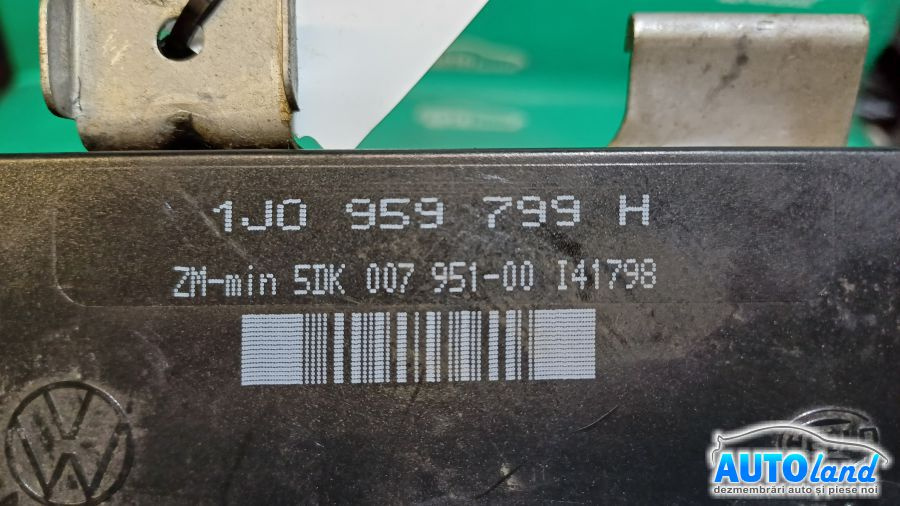 1J0 959 799 H
ZM-min 5DK 007 951-00 I41798
AUTOland
dezmembrări auto și piese noi